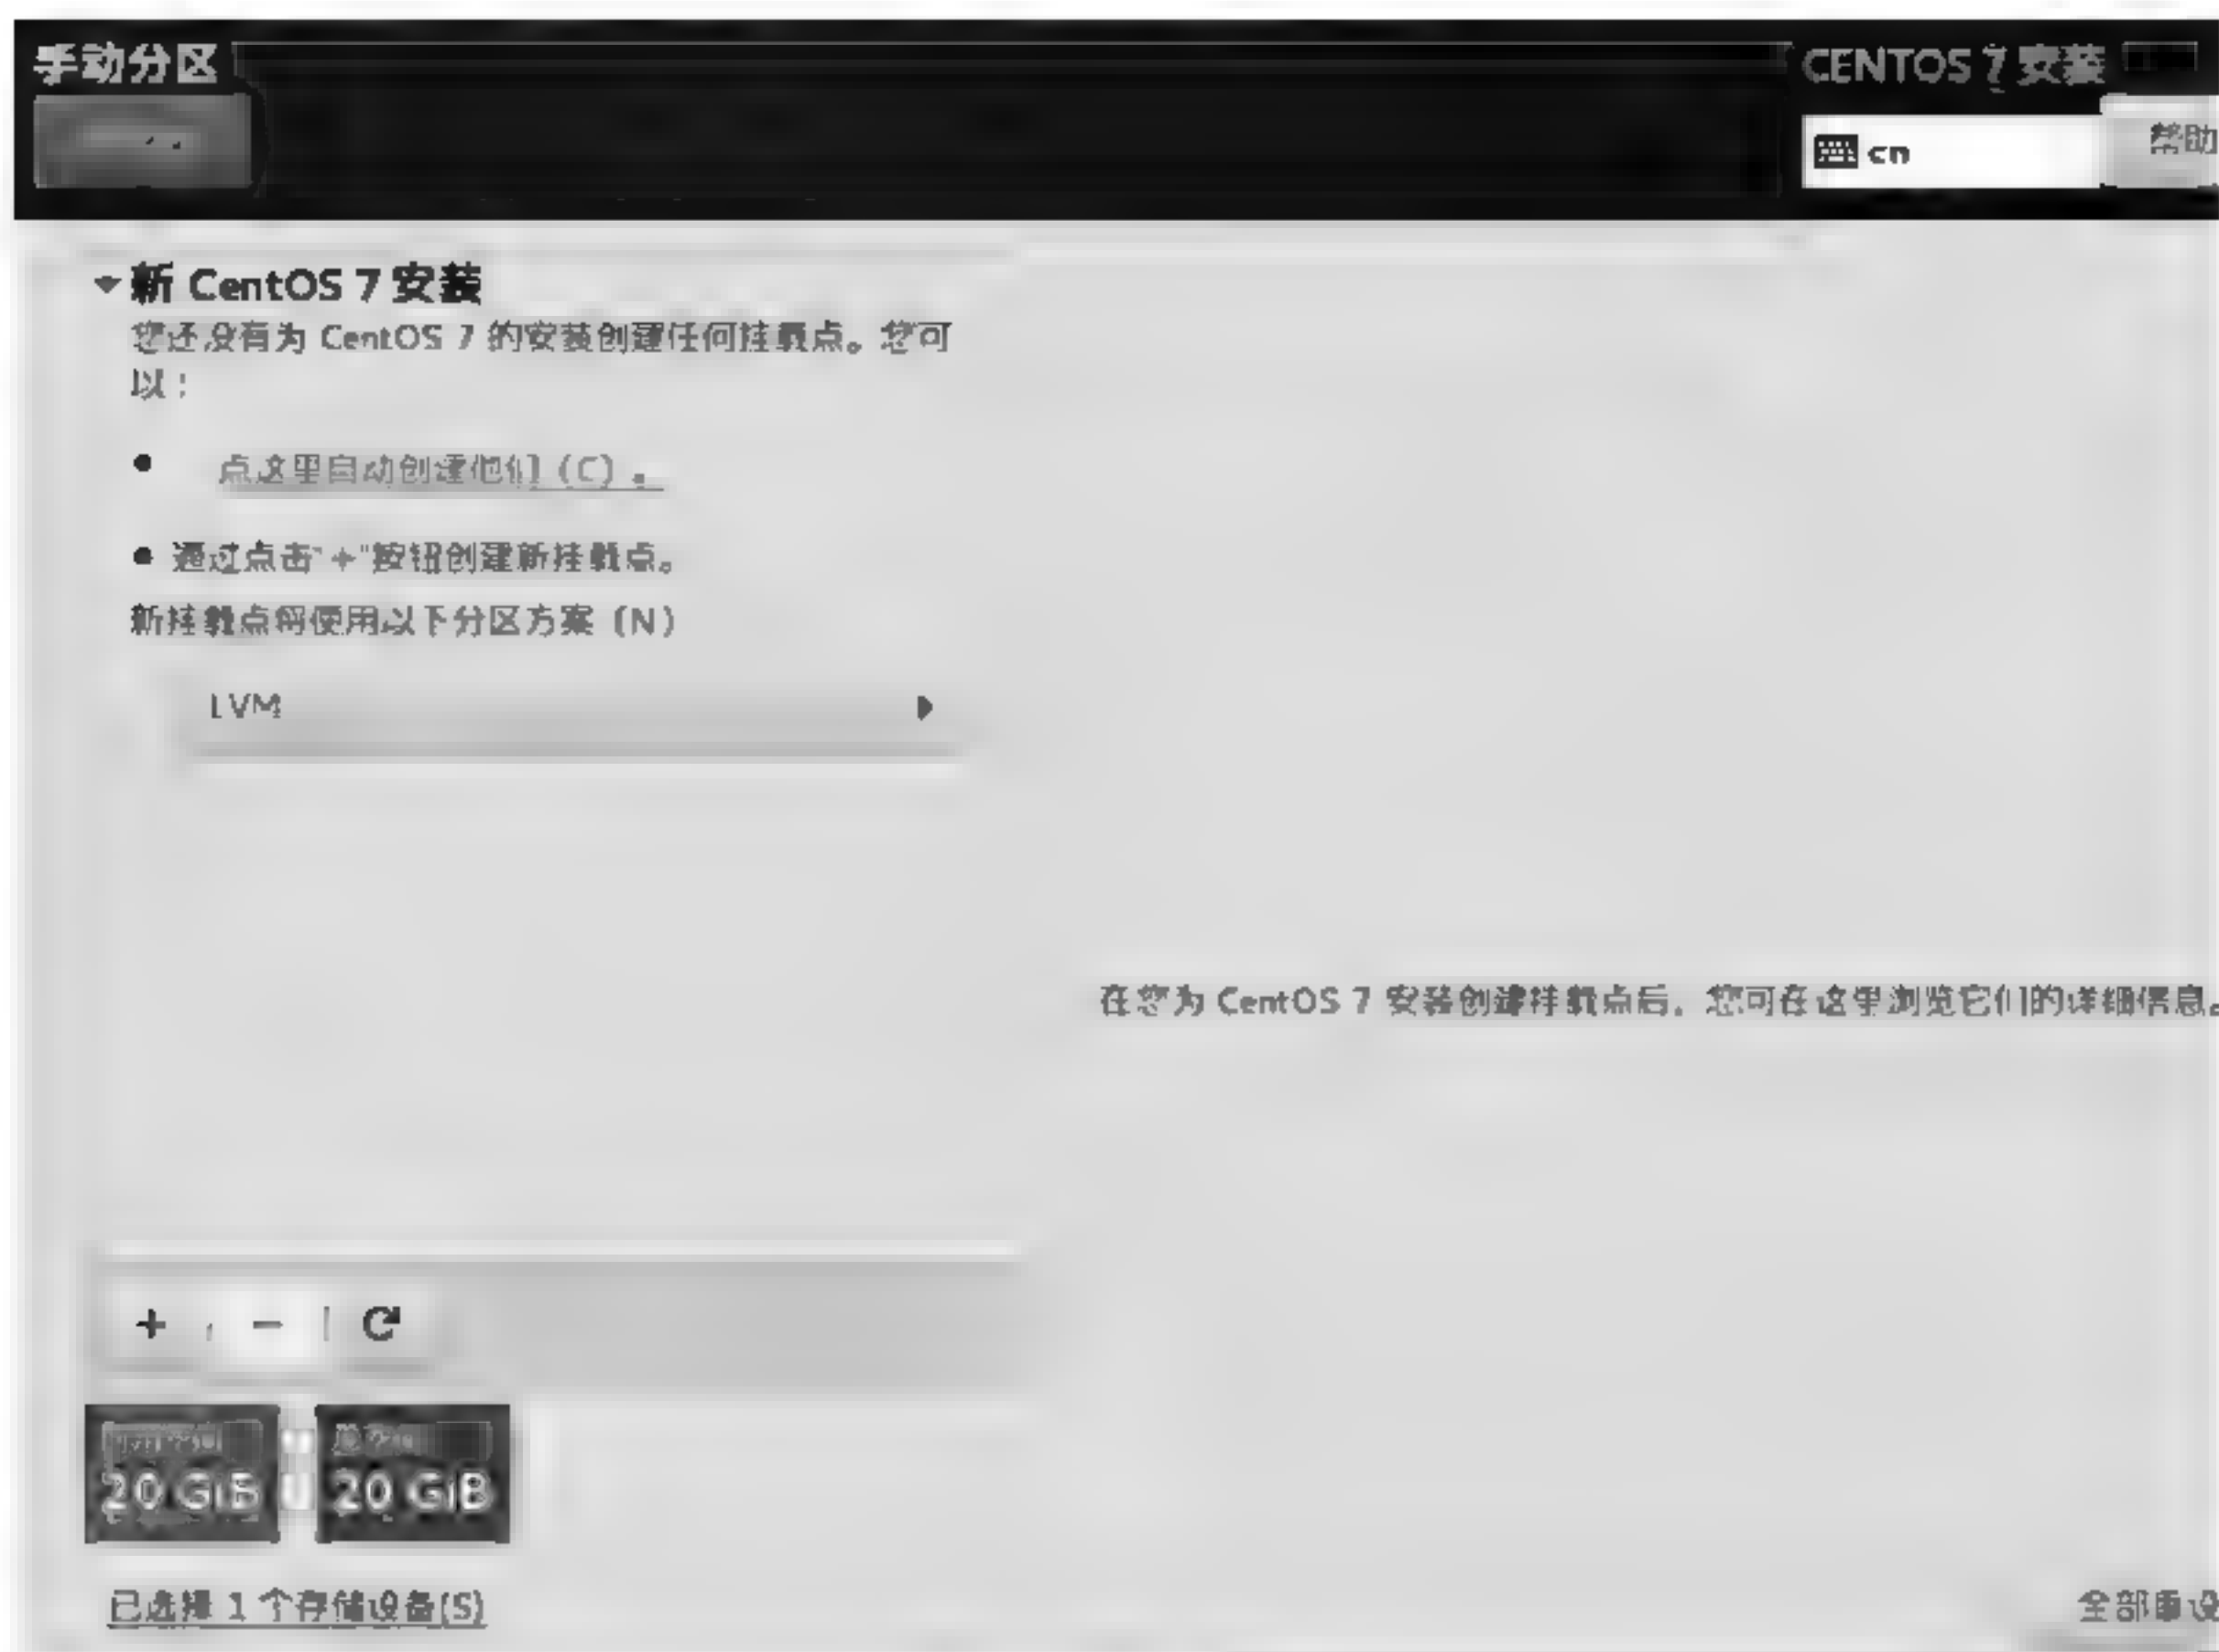 手动分区
CENTOS 7 安装
cn
帮助
新 CentOS 7 安装
您还没有为 CentOS 7 的安装创建任何挂载点。您可
以：
点这里自动创建他们（C）。
通过点击"+"按钮创建新挂载点。
新挂载点将使用以下分区方案（N）
LVM
在您为 CentOS 7 安装创建挂载点后，您可在这里浏览它们的详细信息。
+ − C
20 GiB
20 GiB
已选择 1 个存储设备(S)
全部重设